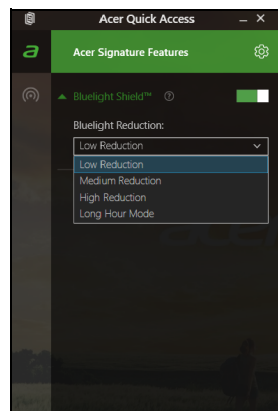 Acer Quick Access
a
Acer Signature Features
Bluelight Shield™ ?
Bluelight Reduction:
Low Reduction
Low Reduction
Medium Reduction
High Reduction
Long Hour Mode
acer